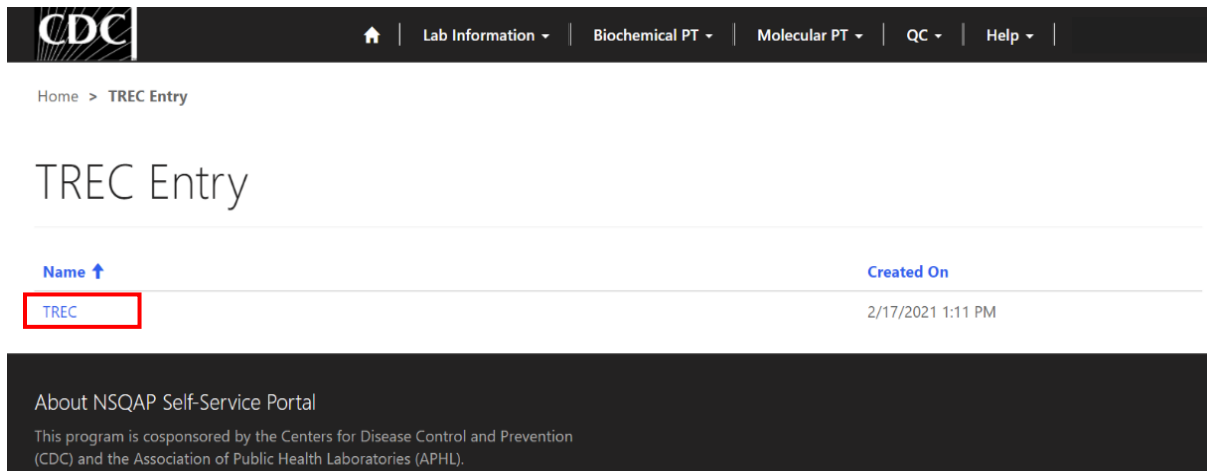 CDC
Lab Information
Biochemical PT
Molecular PT
QC
Help
Home > TREC Entry
TREC Entry
Name
Created On
TREC
2/17/2021 1:11 PM
About NSQAP Self-Service Portal
This program is cosponsored by the Centers for Disease Control and Prevention
(CDC) and the Association of Public Health Laboratories (APHL).